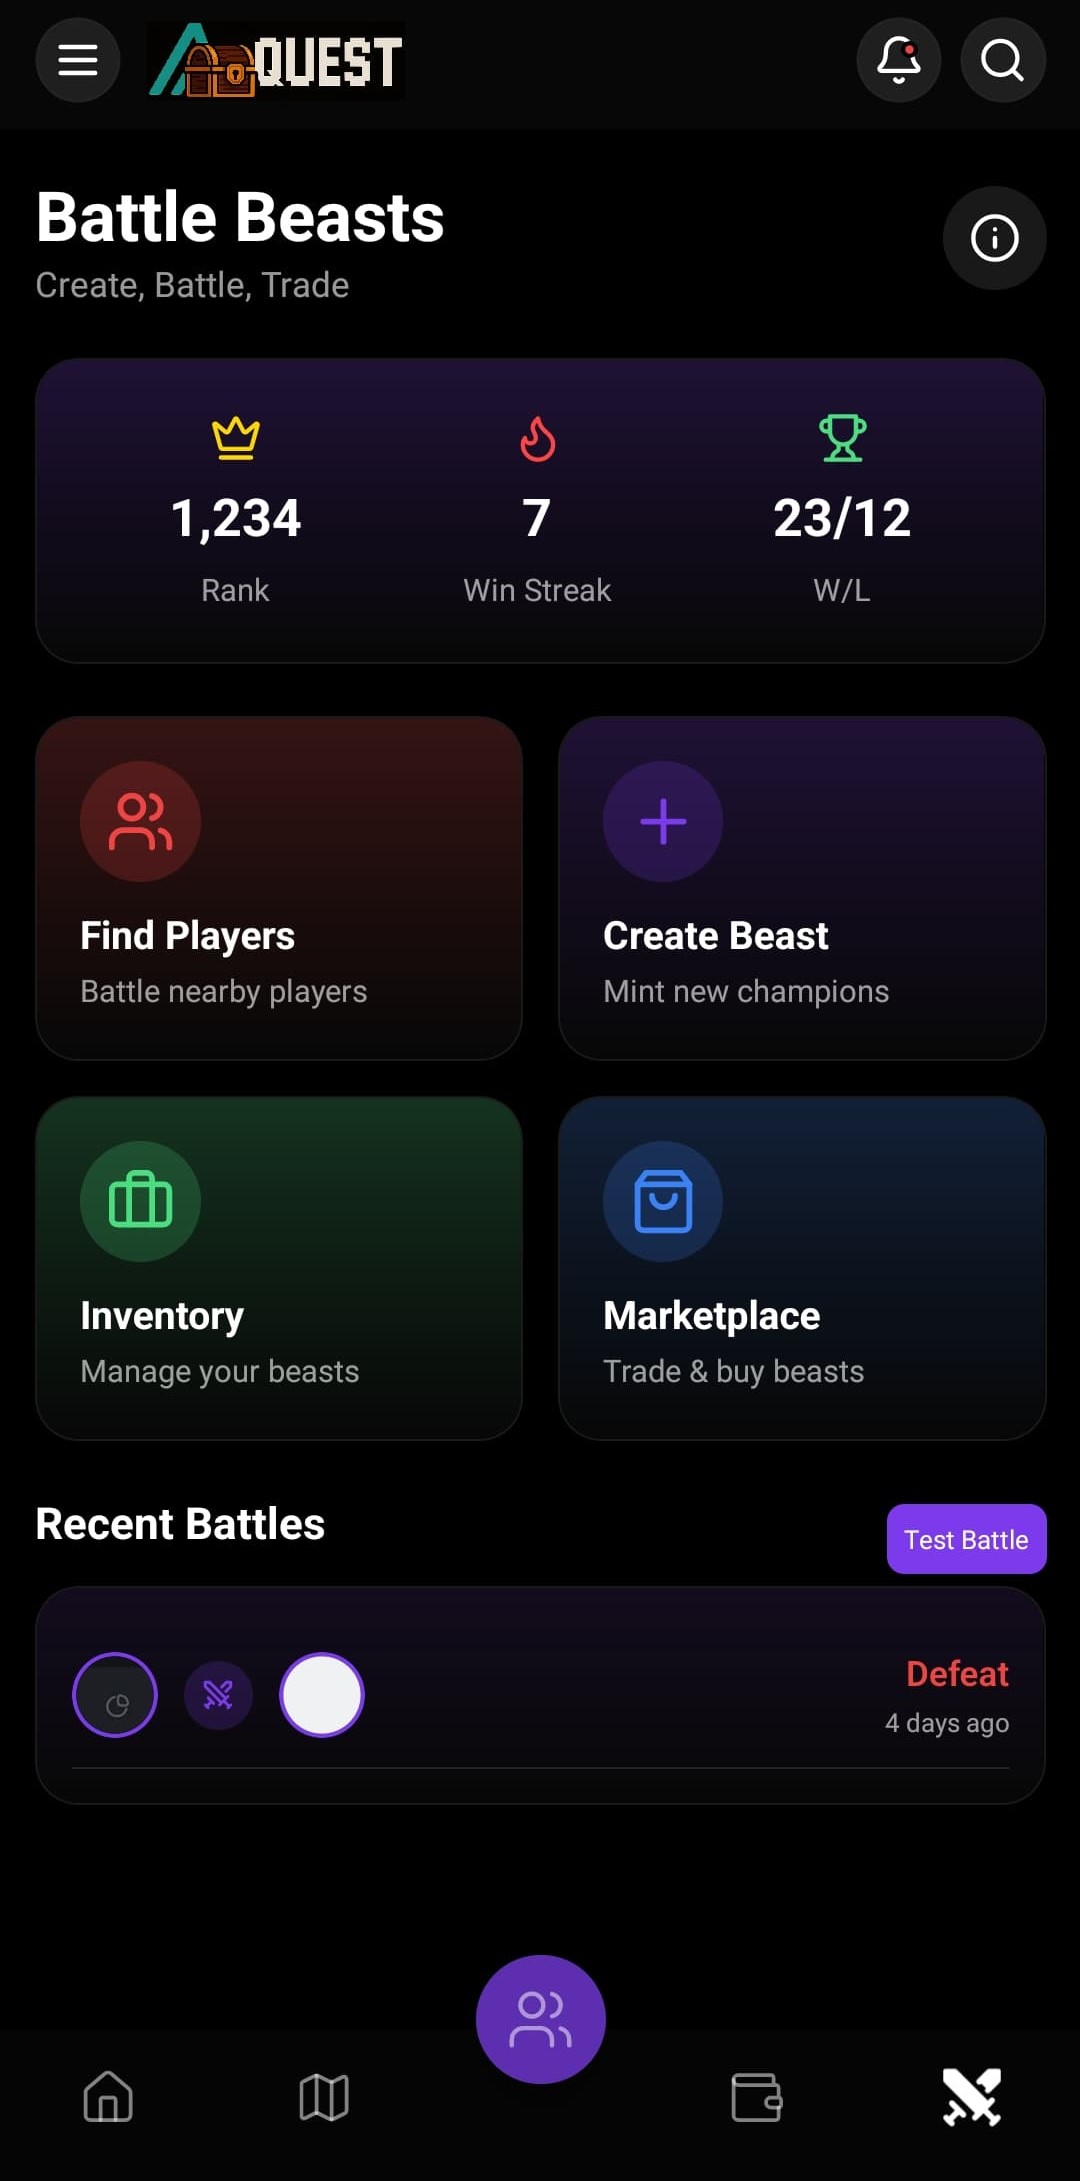 QUEST
Battle Beasts
Create, Battle, Trade
1,234
7
23/12
Rank
Win Streak
W/L
Find Players
Battle nearby players
Create Beast
Mint new champions
Inventory
Manage your beasts
Marketplace
Trade & buy beasts
Recent Battles
Test Battle
Defeat
4 days ago